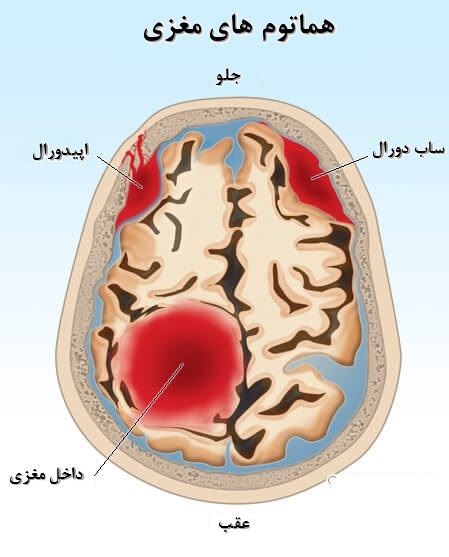 هماتوم های مغزی
جلو
اپیدورال
ساب دورال
داخل مغزی
عقب